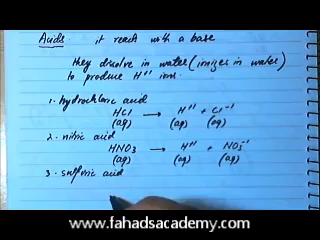 Acids. it react with a base
they dissolve in water (ionizes in water)
to produce H⁺¹ ions.
1. hydrochloric acid
HCl → H⁺¹ + Cl⁻¹
(aq) (aq) (aq)
2. nitric acid
HNO3 → H⁺¹ + NO3⁻¹
(aq) (aq) (aq)
3. sulfuric acid
www.fahadsacademy.com